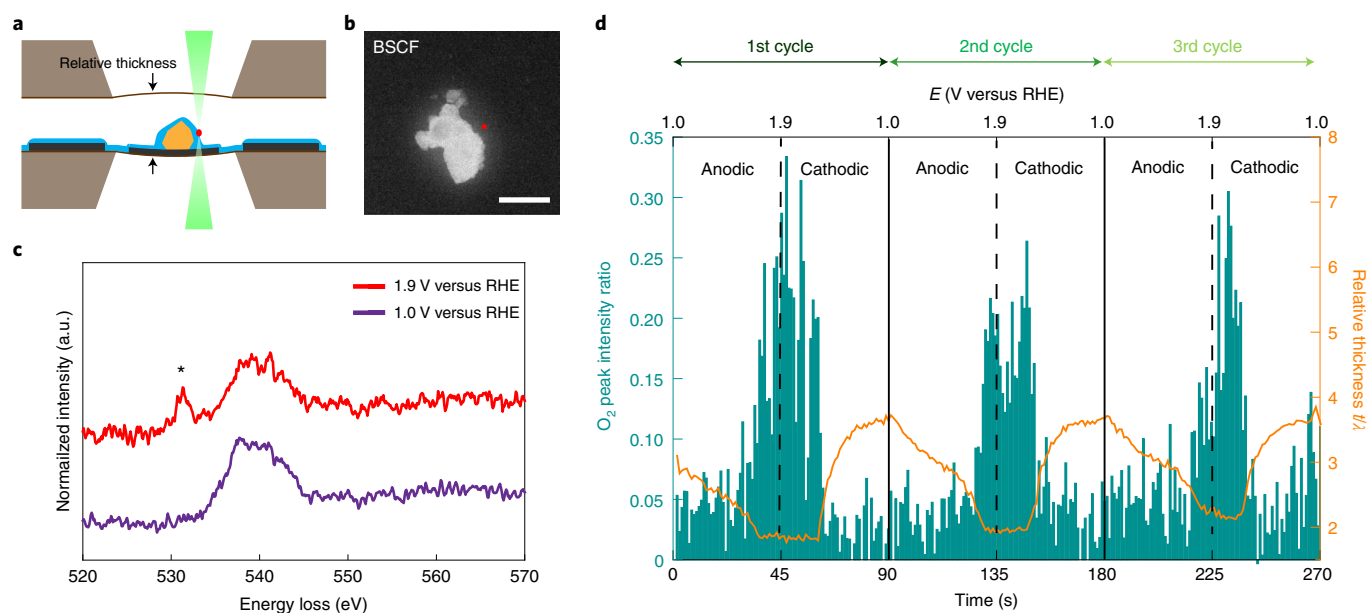 a
Relative thickness
b
BSCF
c
Normalized intensity (a.u.)
*
1.9 V versus RHE
1.0 V versus RHE
520 530 540 550 560 570
Energy loss (eV)
d
1st cycle 2nd cycle 3rd cycle
E (V versus RHE)
1.0 1.9 1.0 1.9 1.0 1.9 1.0
Anodic Cathodic Anodic Cathodic Anodic Cathodic
O2 peak intensity ratio
0.35
0.30
0.25
0.20
0.15
0.10
0.05
0
Relative thickness /λ
8
7
6
5
4
3
2
0 45 90 135 180 225 270
Time (s)